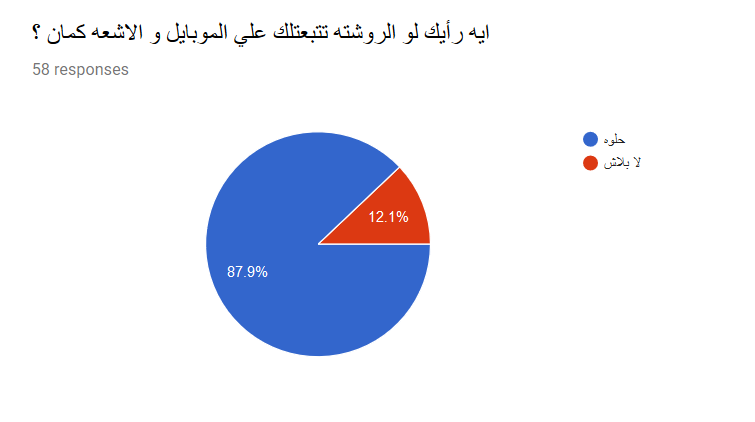 ايه رأيك لو الروشته تتبعتلك علي الموبايل و الاشعه كمان ؟
58 responses
حلوه
لا بلاش
12.1%
87.9%